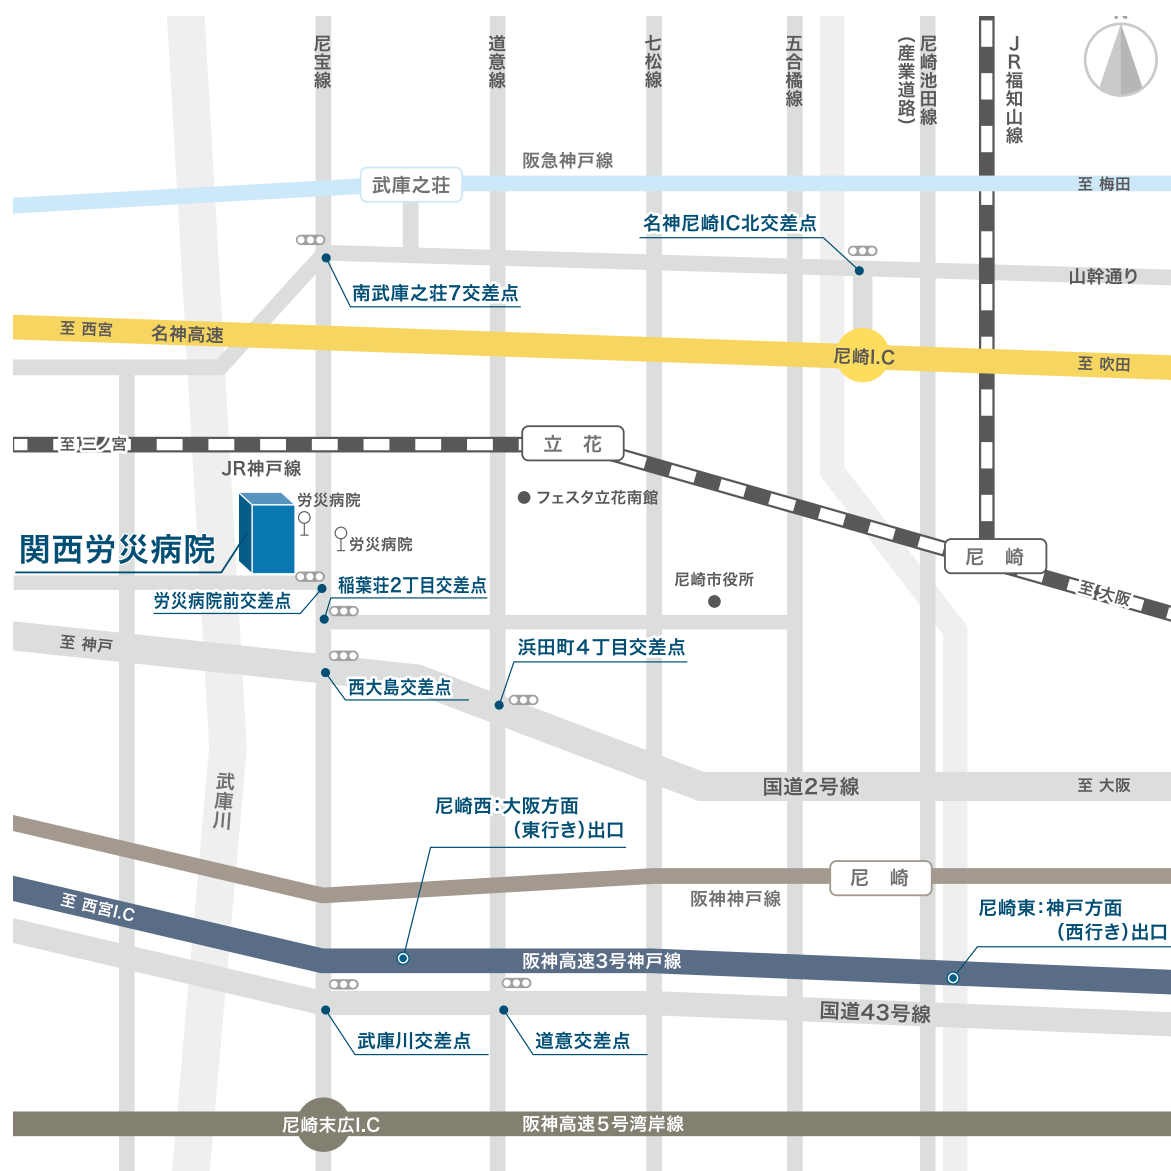 尼宝線
道意線
七松線
五合橘線
尼崎池田線
(産業道路)
JR福知山線
阪急神戸線
武庫之荘
至 梅田
名神尼崎IC北交差点
山幹通り
南武庫之荘7交差点
至 西宮
名神高速
尼崎I.C
至 吹田
至三ノ宮
立 花
JR神戸線
労災病院
フェスタ立花南館
労災病院
関西労災病院
尼 崎
尼崎市役所
至大阪
稲葉荘2丁目交差点
労災病院前交差点
至 神戸
浜田町4丁目交差点
西大島交差点
武庫川
国道2号線
至 大阪
尼崎西:大阪方面
(東行き)出口
尼 崎
阪神神戸線
至 西宮I.C
尼崎東:神戸方面
(西行き)出口
阪神高速3号神戸線
国道43号線
武庫川交差点
道意交差点
尼崎末広I.C
阪神高速5号湾岸線